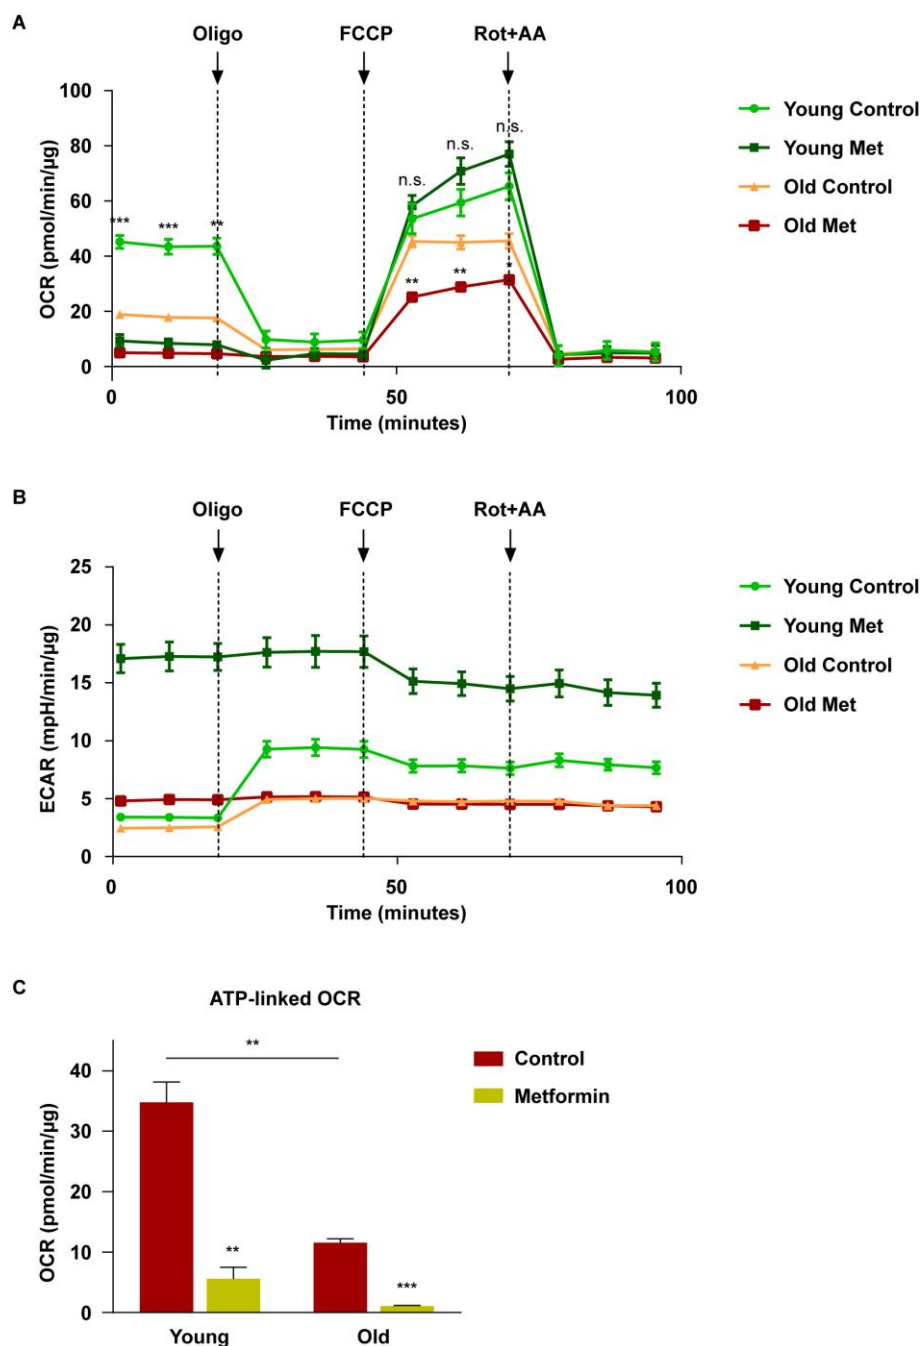 A
Oligo FCCP Rot+AA
100
80
60
40
20
0
OCR (pmol/min/µg)
*** *** **
n.s. n.s. n.s.
** ** *
0 50 100
Time (minutes)
Young Control
Young Met
Old Control
Old Met
B
Oligo FCCP Rot+AA
25
20
15
10
5
0
ECAR (mpH/min/µg)
0 50 100
Time (minutes)
Young Control
Young Met
Old Control
Old Met
C
ATP-linked OCR
**
40
30
20
10
0
OCR (pmol/min/µg)
** ***
Young Old
Control
Metformin